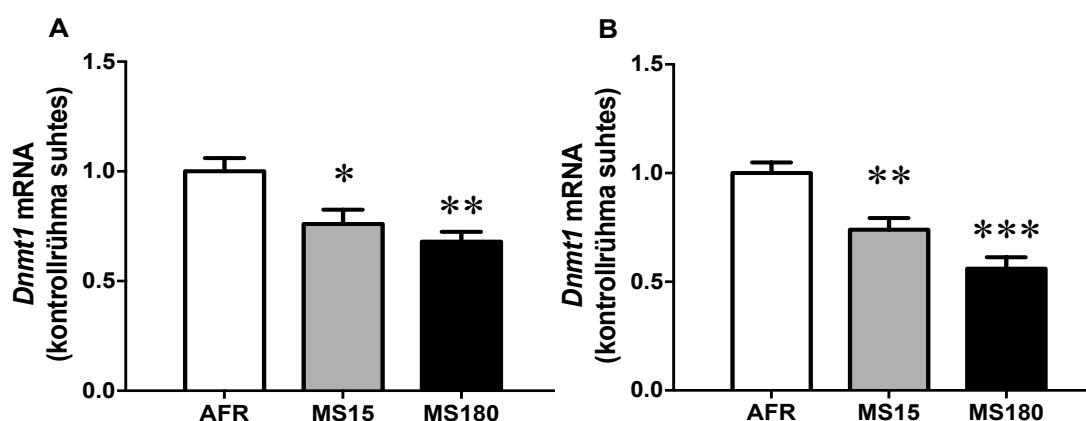 A
Dnmt1 mRNA
(kontrollrühma suhtes)
1.5
1.0
0.5
0.0
*
**
AFR MS15 MS180
B
Dnmt1 mRNA
(kontrollrühma suhtes)
1.5
1.0
0.5
0.0
**
***
AFR MS15 MS180